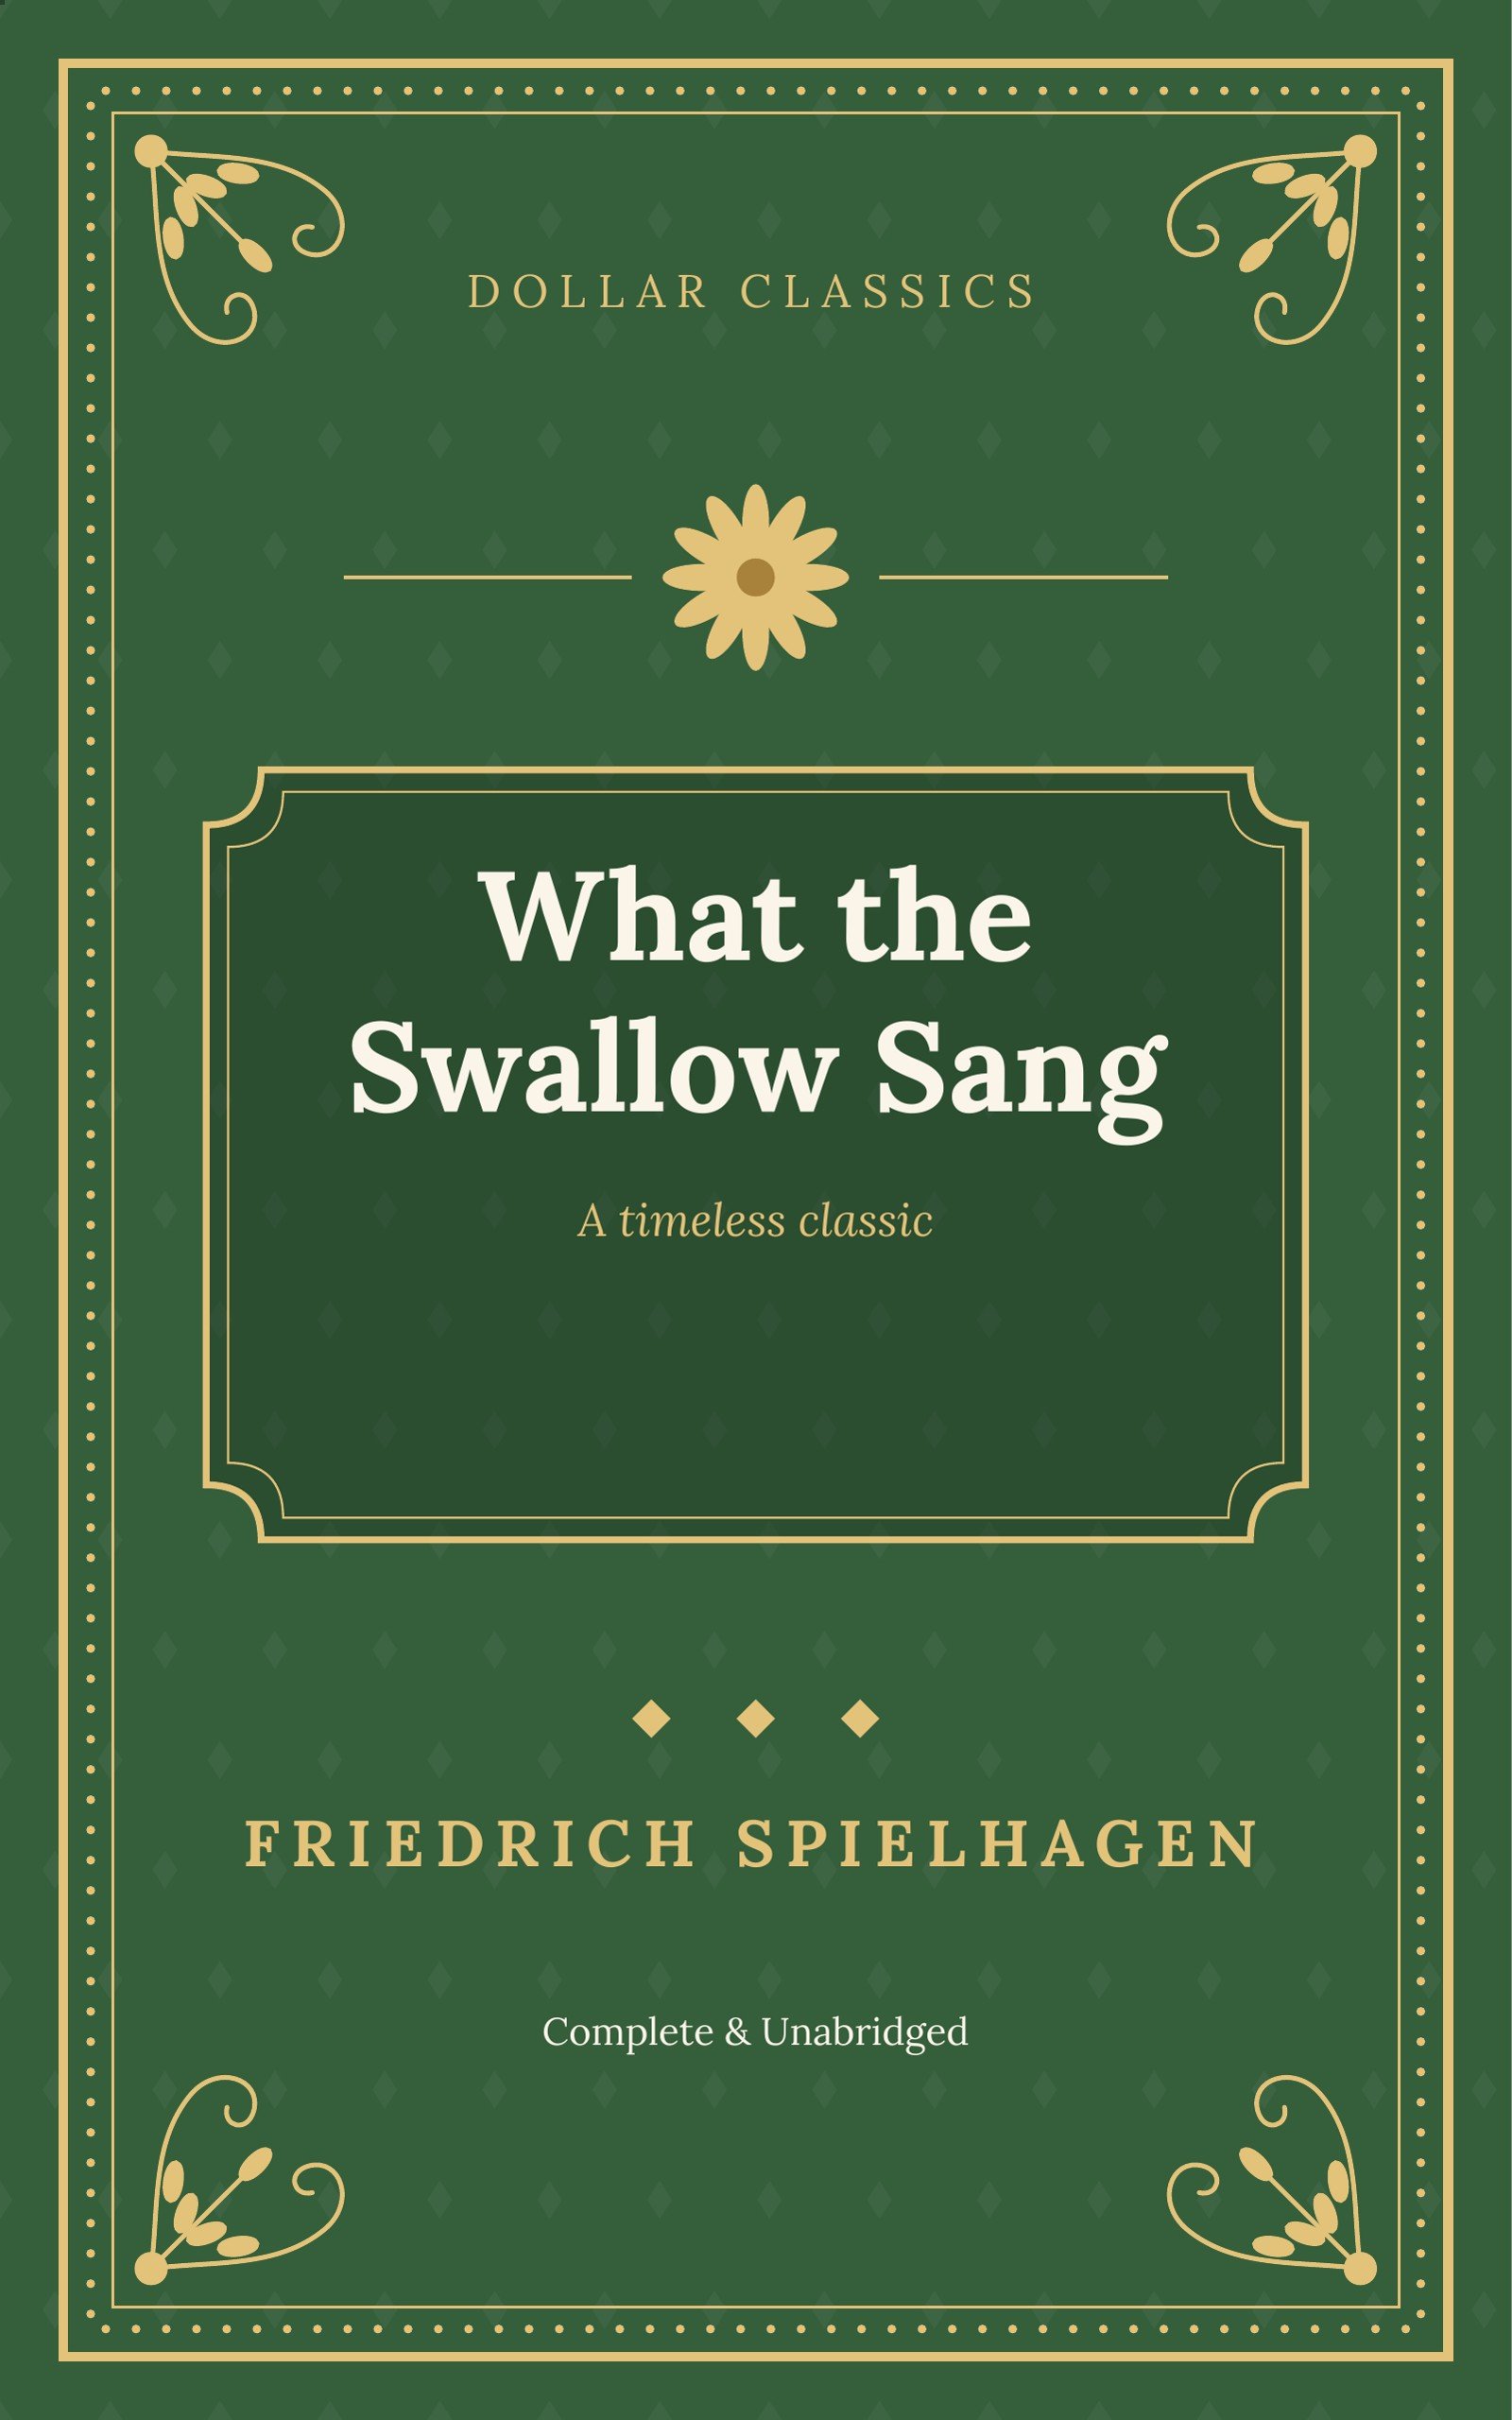 DOLLAR CLASSICS
What the
Swallow Sang
A timeless classic
FRIEDRICH SPIELHAGEN
Complete & Unabridged